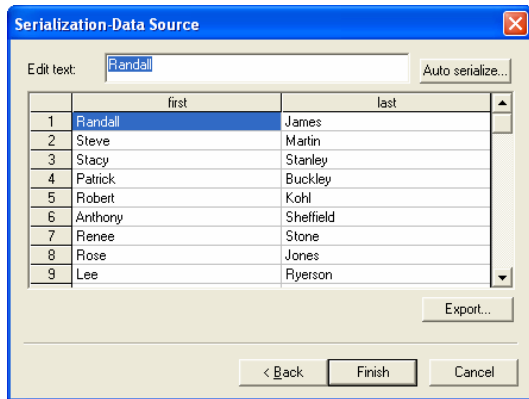 Serialization-Data Source
Edit text: Randall Auto serialize...
first last
1 Randall James
2 Steve Martin
3 Stacy Stanley
4 Patrick Buckley
5 Robert Kohl
6 Anthony Sheffield
7 Renee Stone
8 Rose Jones
9 Lee Ryerson
Export...
< Back Finish Cancel